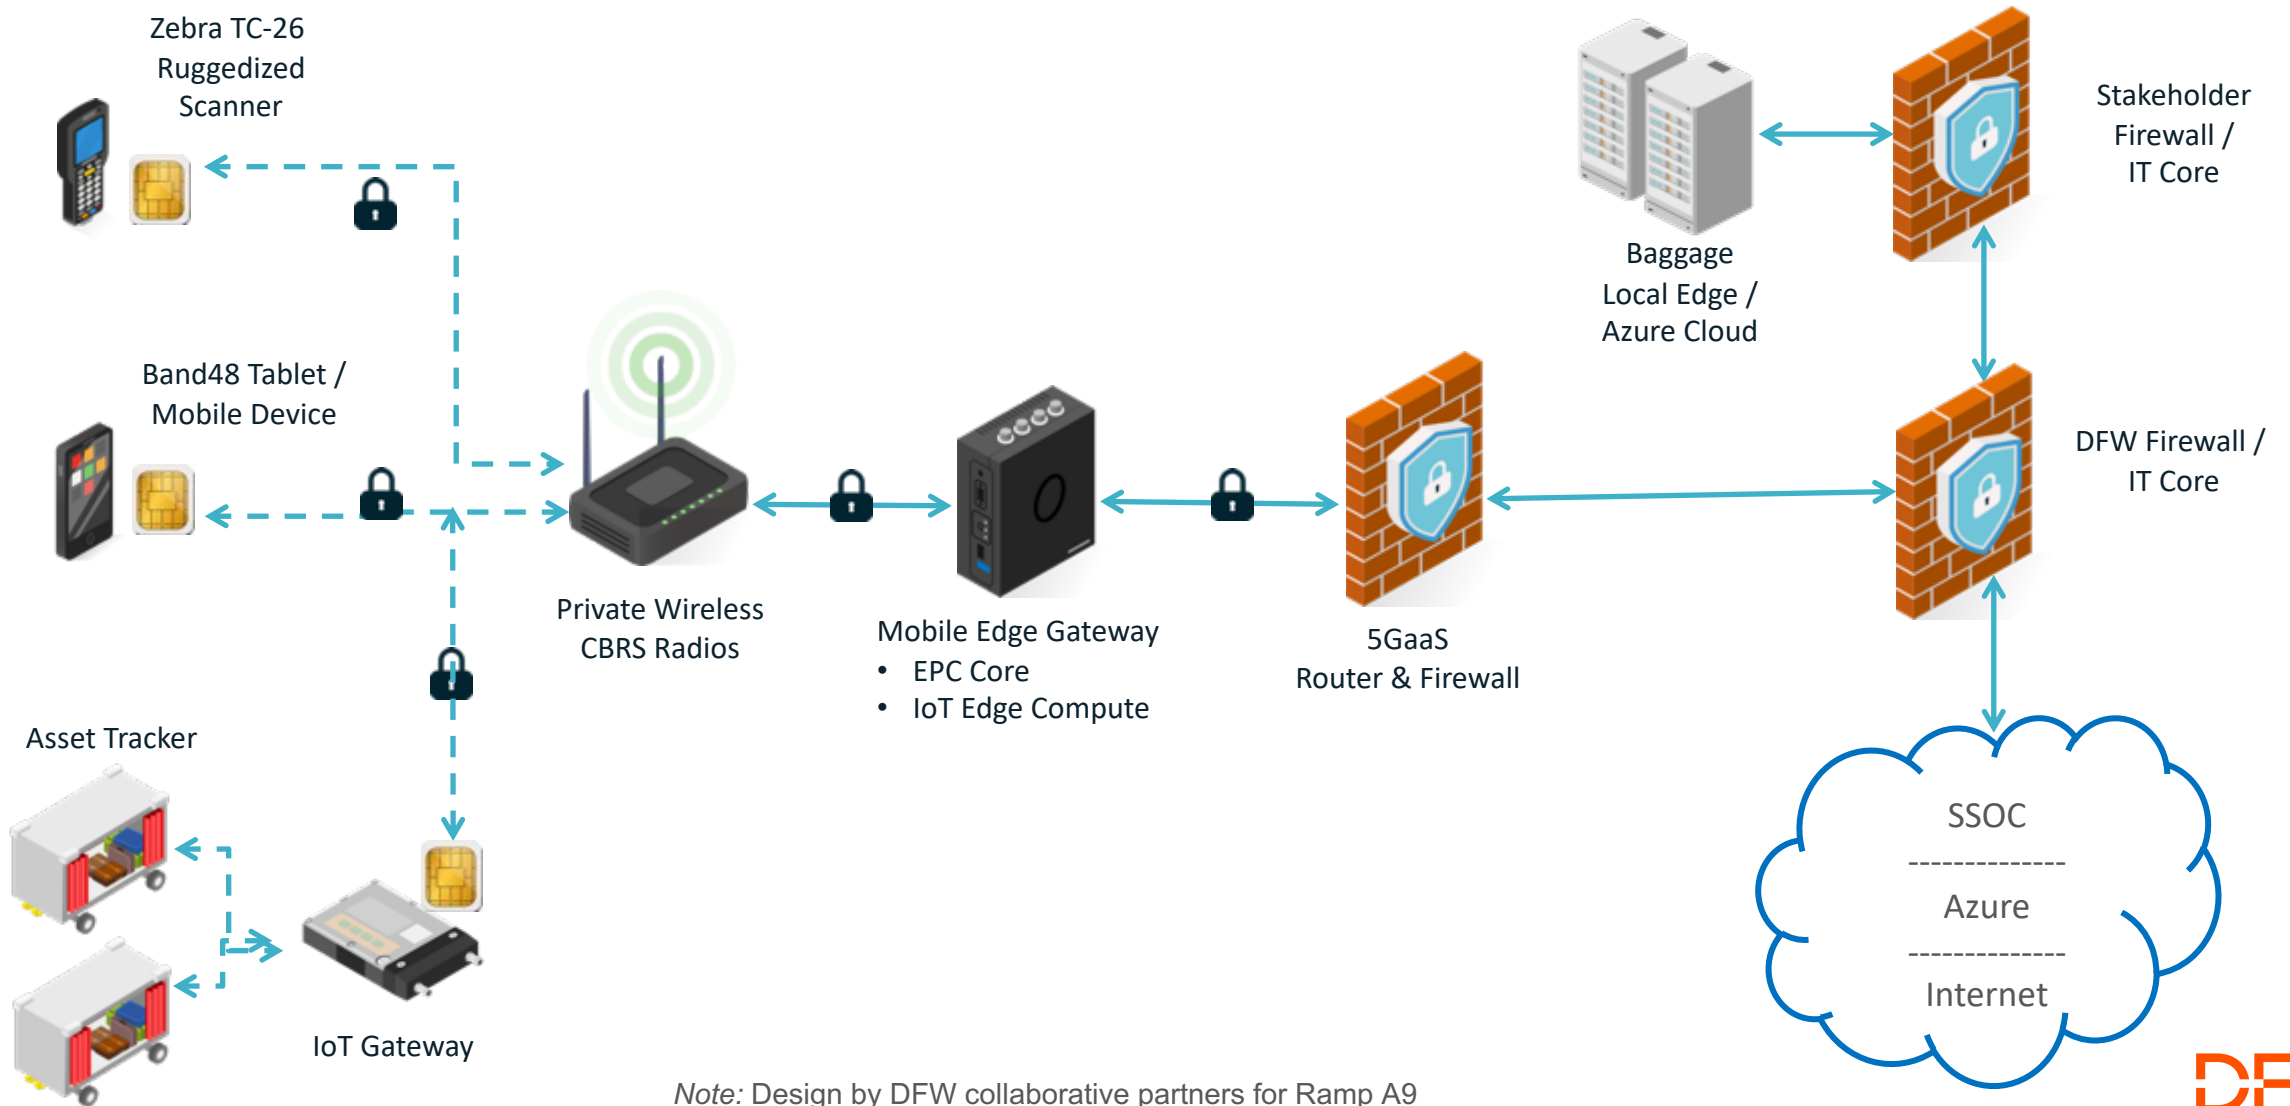 Zebra TC-26
Ruggedized
Scanner
Band48 Tablet /
Mobile Device
Asset Tracker
IoT Gateway
Private Wireless
CBRS Radios
Mobile Edge Gateway
• EPC Core
• IoT Edge Compute
5GaaS
Router & Firewall
Baggage
Local Edge /
Azure Cloud
Stakeholder
Firewall /
IT Core
DFW Firewall /
IT Core
SSOC
--------------
Azure
--------------
Internet
Note: Design by DFW collaborative partners for Ramp A9
DF